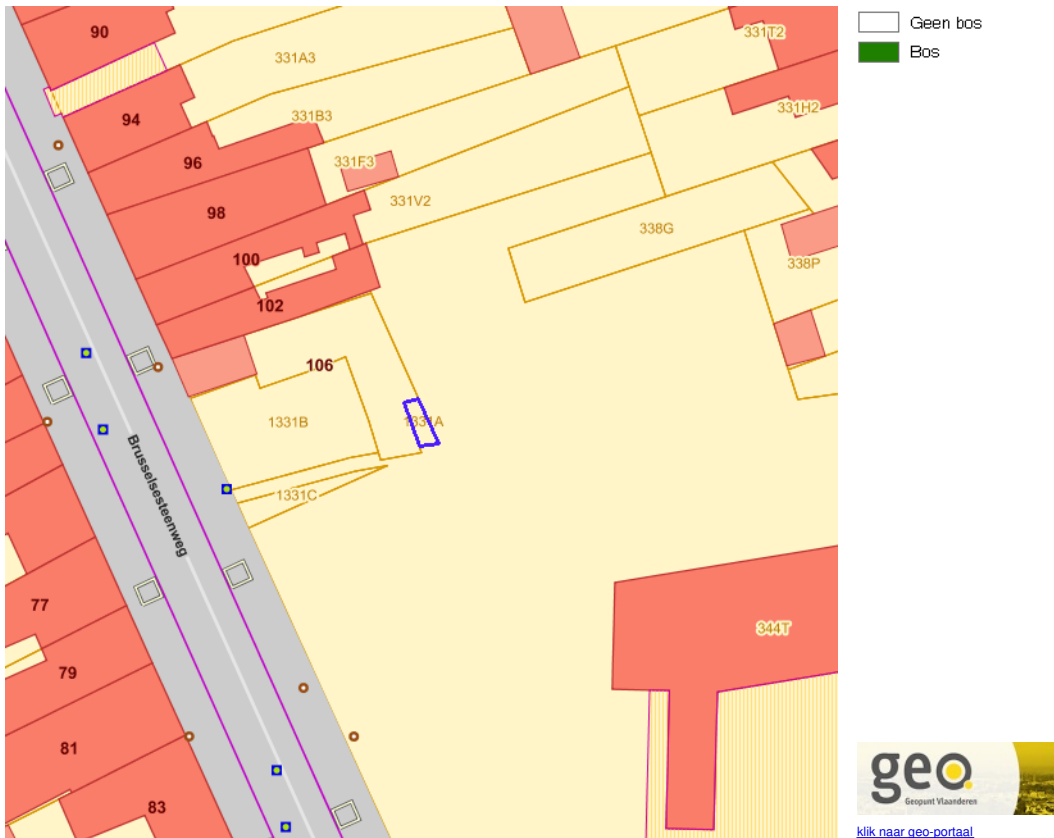 Geen bos
Bos
90
331T2
331A3
94
331B3
331H2
96
331F3
331V2
98
338G
100
338P
102
106
1331B
1331A
Brusselsesteenweg
1331C
77
344T
79
81
83
geo.
Geopunt Vlaanderen
klik naar geo-portaal